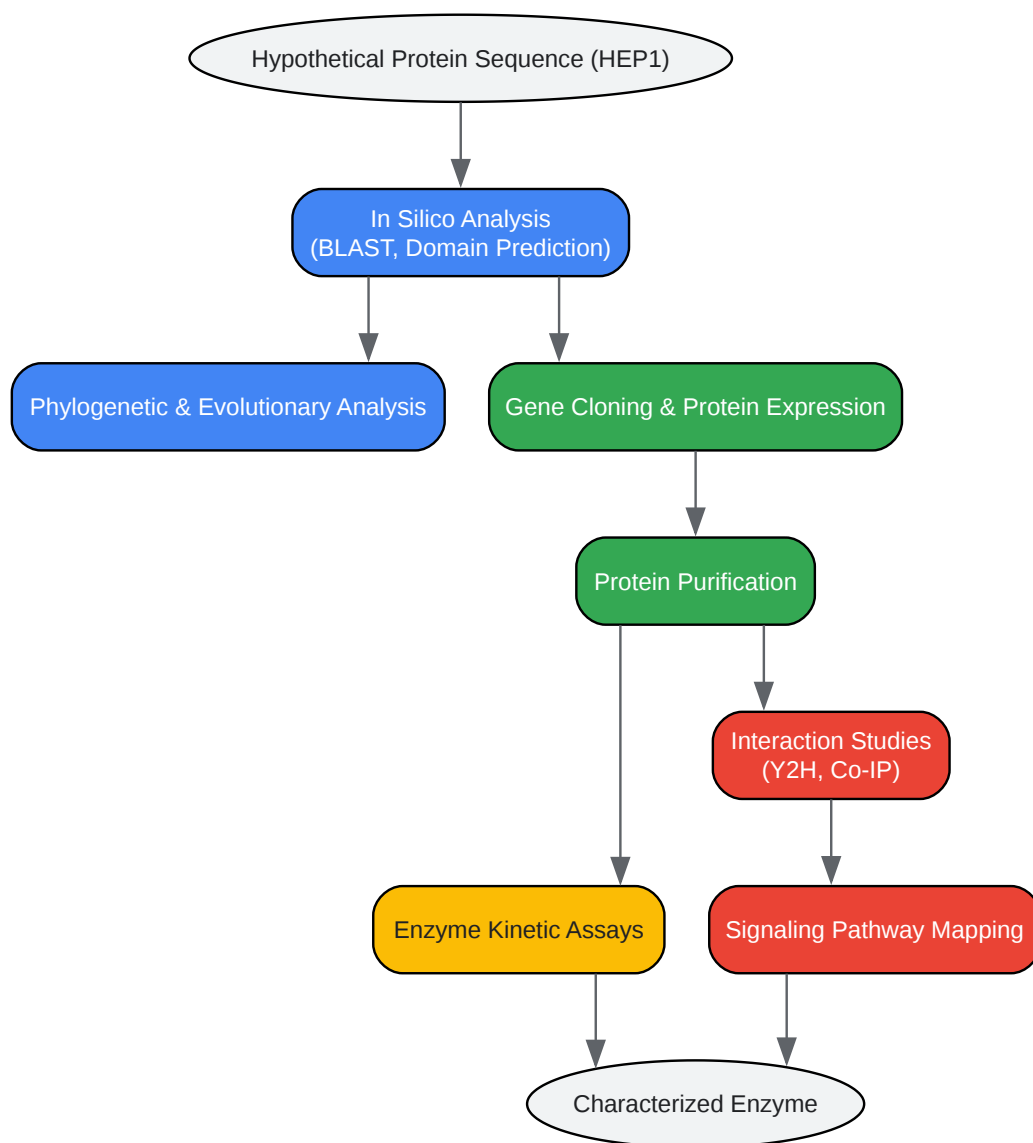 Hypothetical Protein Sequence (HEP1)
In Silico Analysis
(BLAST, Domain Prediction)
Phylogenetic & Evolutionary Analysis
Gene Cloning & Protein Expression
Protein Purification
Interaction Studies
(Y2H, Co-IP)
Enzyme Kinetic Assays
Signaling Pathway Mapping
Characterized Enzyme